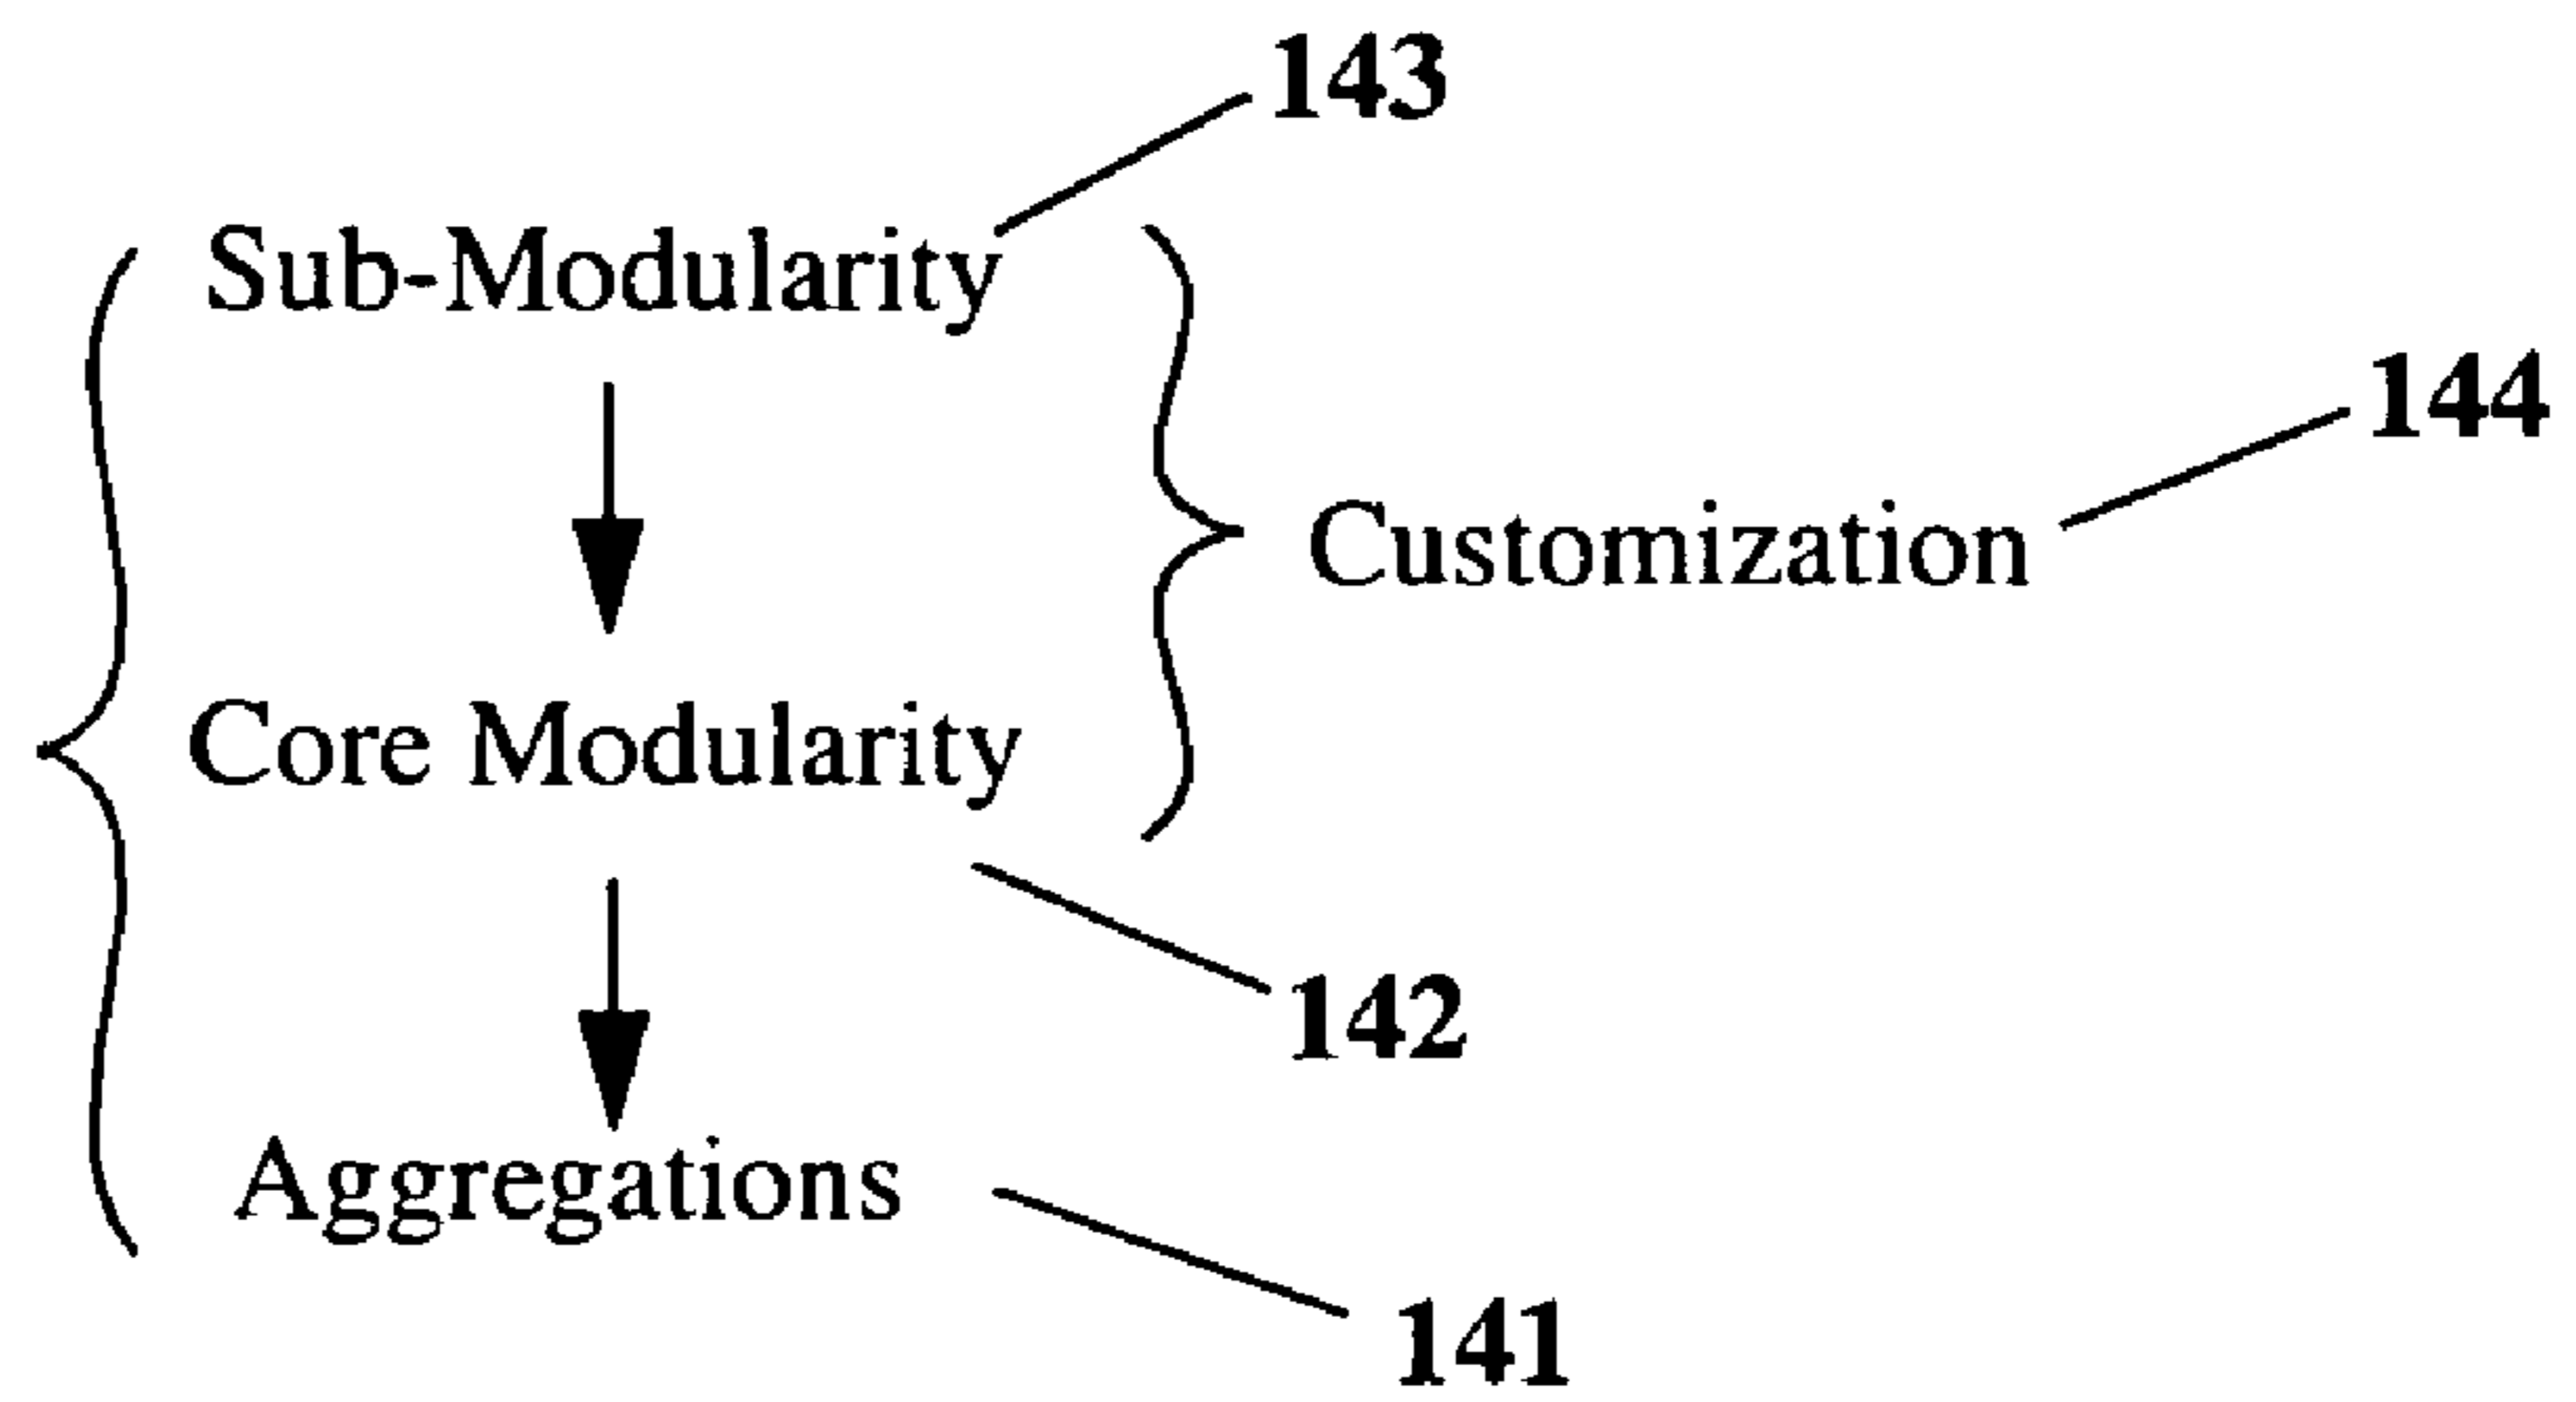 143
Sub-Modularity
144
Customization
Core Modularity
142
Aggregations
141